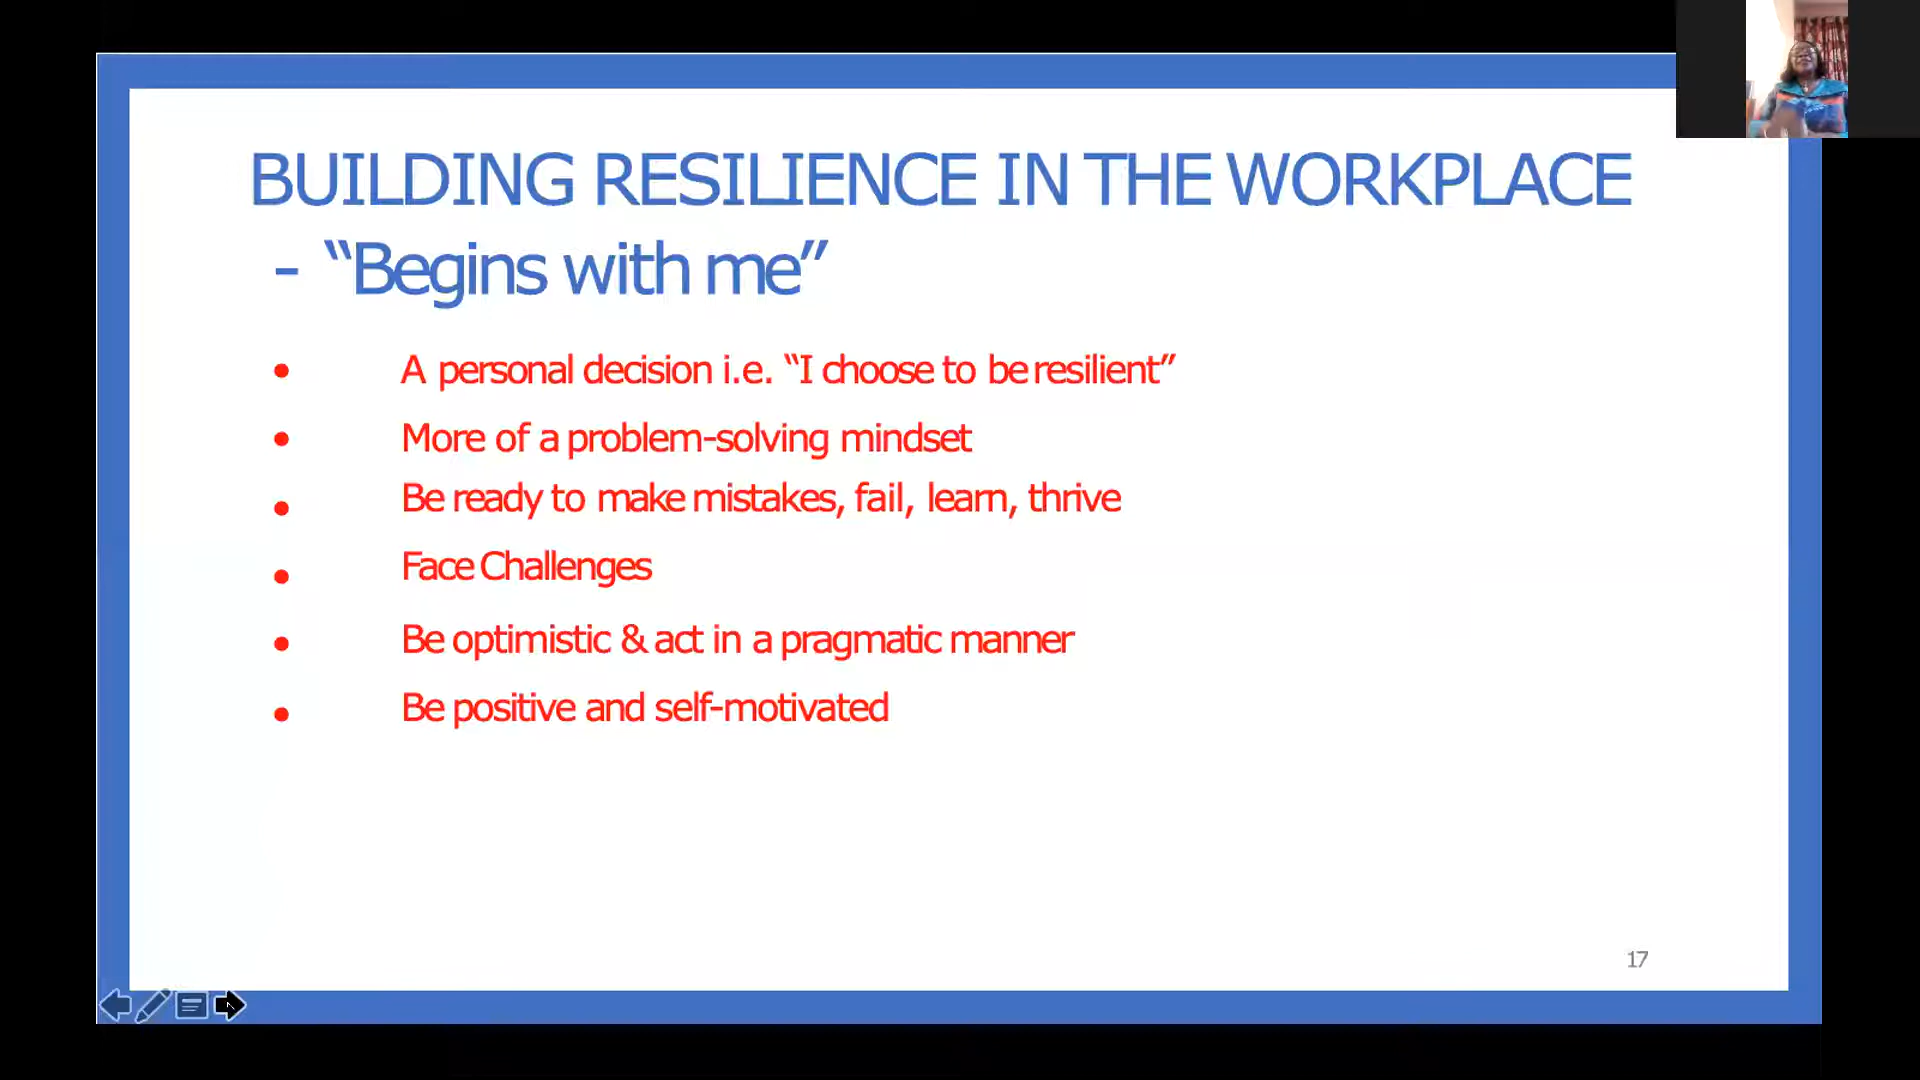 BUILDING RESILIENCE IN THE WORKPLACE
- “Begins with me”
• A personal decision i.e. “I choose to be resilient”
• More of a problem-solving mindset
• Be ready to make mistakes, fail, learn, thrive
• Face Challenges
• Be optimistic & act in a pragmatic manner
• Be positive and self-motivated
17